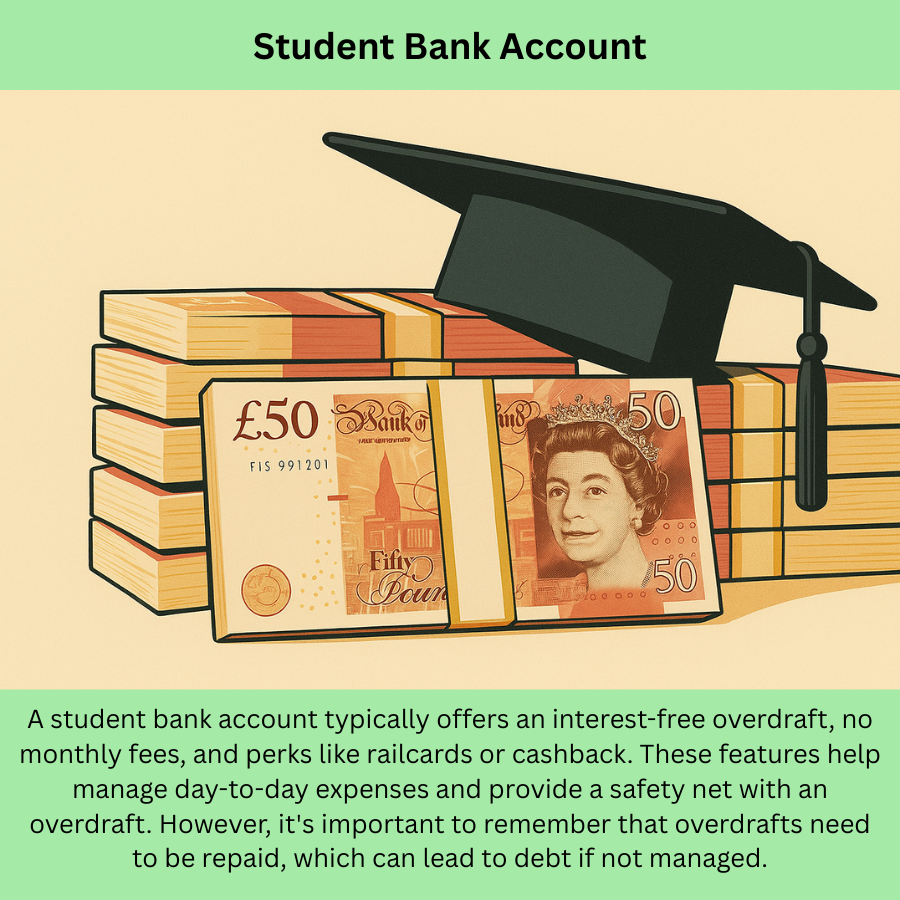 Student Bank Account
£50
Bank of
50
FIS 991201
Fifty
Poun
50
A student bank account typically offers an interest-free overdraft, no
monthly fees, and perks like railcards or cashback. These features help
manage day-to-day expenses and provide a safety net with an
overdraft. However, it's important to remember that overdrafts need
to be repaid, which can lead to debt if not managed.